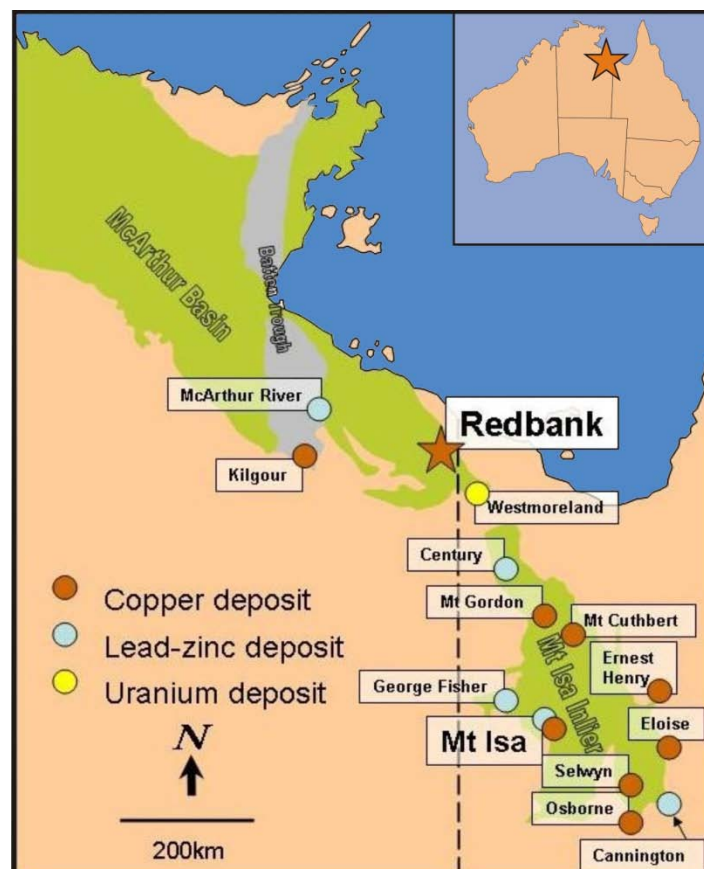 McArthur Basin
Batten Trough
McArthur River
Redbank
Kilgour
Westmoreland
Century
Copper deposit
Mt Gordon
Mt Cuthbert
Lead-zinc deposit
Ernest
Henry
Mt Isa Inlier
George Fisher
Uranium deposit
Eloise
N
Mt Isa
Selwyn
Osborne
200km
Cannington